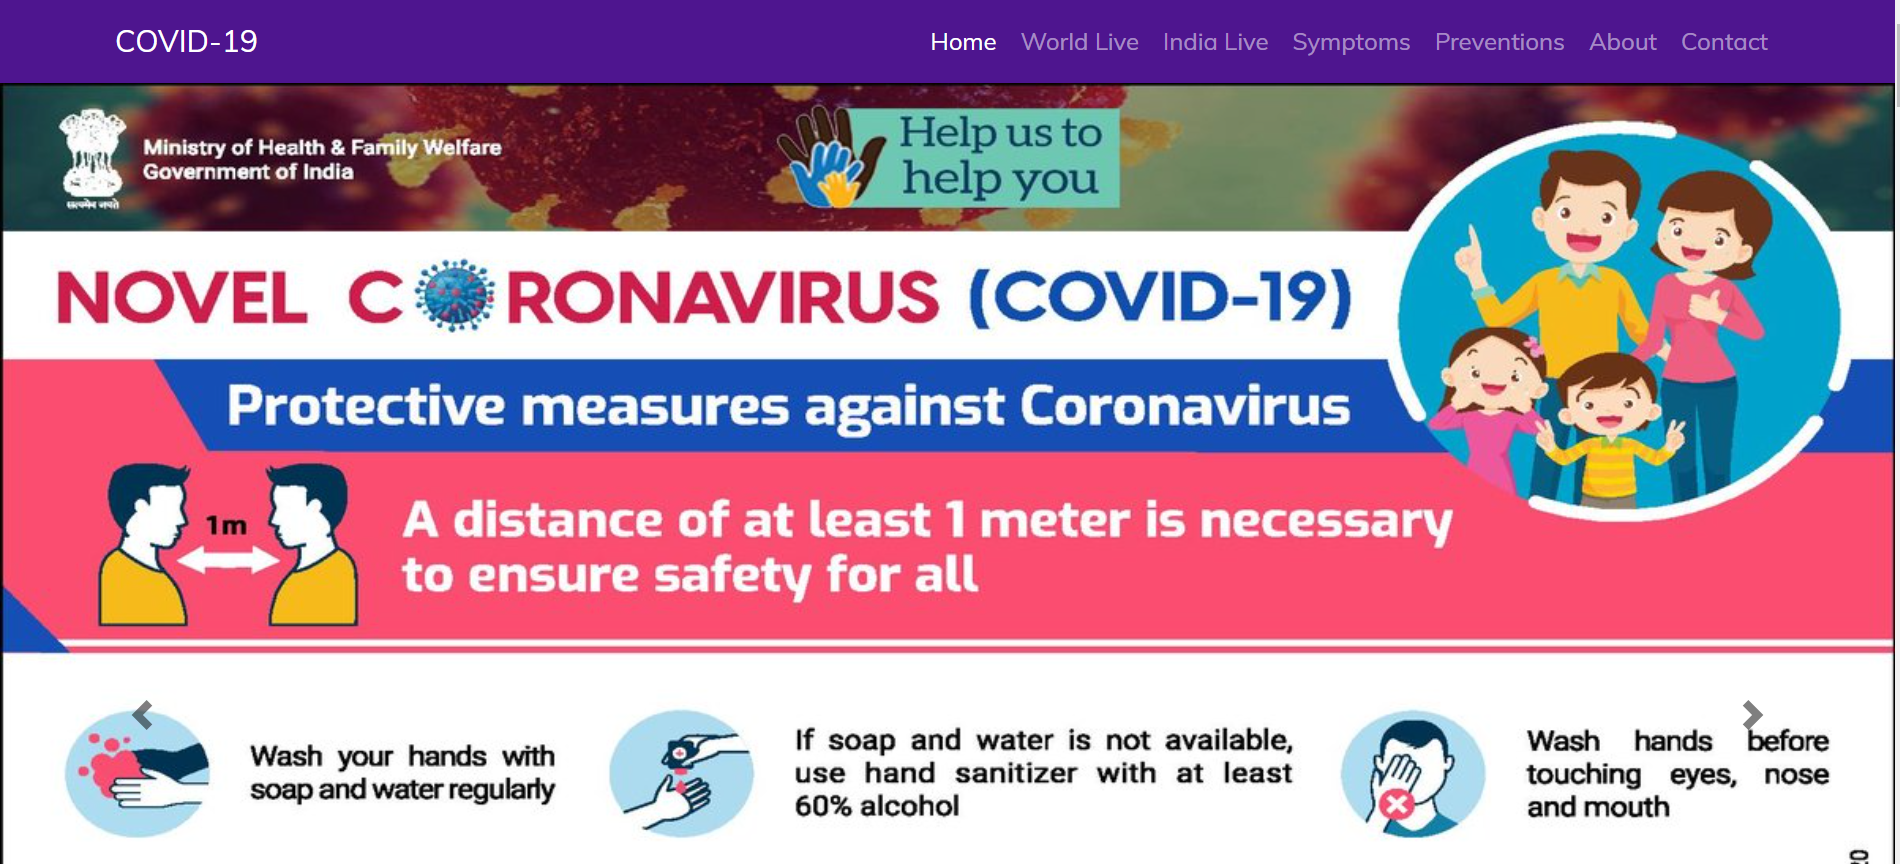 COVID-19
Home World Live India Live Symptoms Preventions About Contact
Ministry of Health & Family Welfare
Government of India
सत्यमेव जयते
Help us to
help you
NOVEL CORONAVIRUS (COVID-19)
Protective measures against Coronavirus
1m
A distance of at least 1 meter is necessary
to ensure safety for all
Wash your hands with
soap and water regularly
If soap and water is not available,
use hand sanitizer with at least
60% alcohol
Wash hands before
touching eyes, nose
and mouth
20